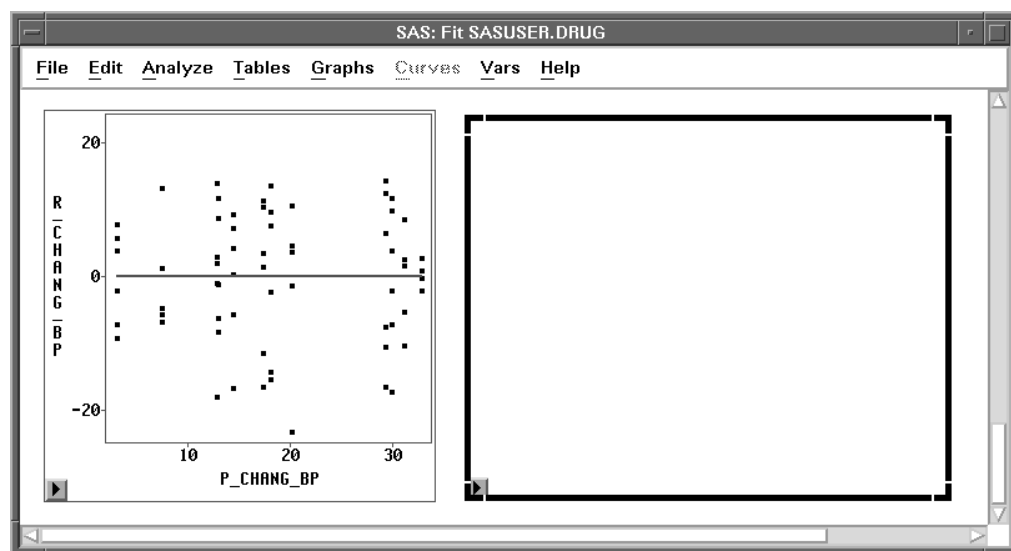 SAS: Fit SASUSER.DRUG
File Edit Analyze Tables Graphs Curves Vars Help
R_CHANG_BP
20
0
-20
10 20 30
P_CHANG_BP